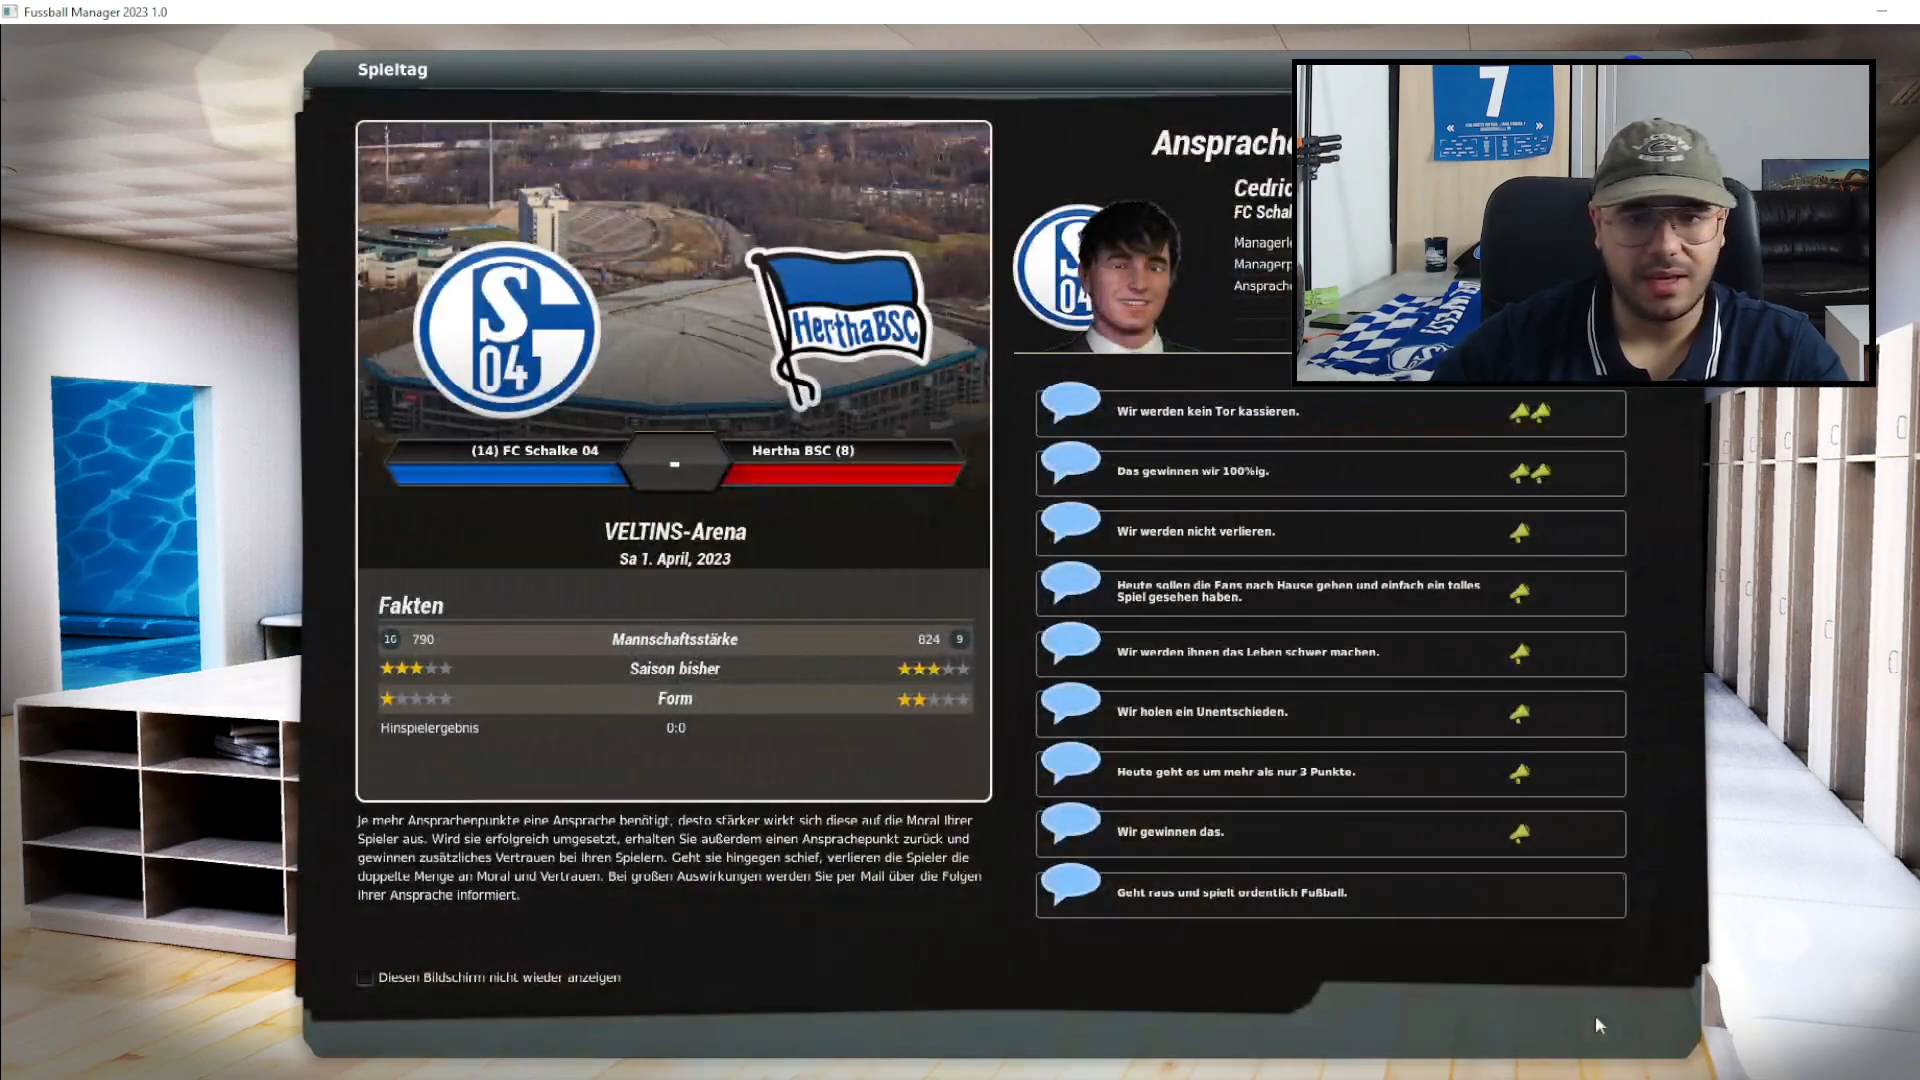 Fussball Manager 2023 1.0
Spieltag
S
04
Hertha BSC
(14) FC Schalke 04
-
Hertha BSC (8)
VELTINS-Arena
Sa 1. April, 2023
Fakten
16 790 Mannschaftsstärke 824 9
Saison bisher
Form
Hinspielergebnis 0:0
Je mehr Ansprachenpunkte eine Ansprache benötigt, desto stärker wirkt sich diese auf die Moral Ihrer
Spieler aus. Wird sie erfolgreich umgesetzt, erhalten Sie außerdem einen Ansprachepunkt zurück und
gewinnen zusätzliches Vertrauen bei Ihren Spielern. Geht sie hingegen schief, verlieren die Spieler die
doppelte Menge an Moral und Vertrauen. Bei großen Auswirkungen werden Sie per Mail über die Folgen
Ihrer Ansprache informiert.
Diesen Bildschirm nicht wieder anzeigen
Ansprache
Cedric
FC Schal
Managerle
Managerp
Ansprache
7
Wir werden kein Tor kassieren.
Das gewinnen wir 100%ig.
Wir werden nicht verlieren.
Heute sollen die Fans nach Hause gehen und einfach ein tolles
Spiel gesehen haben.
Wir werden ihnen das Leben schwer machen.
Wir holen ein Unentschieden.
Heute geht es um mehr als nur 3 Punkte.
Wir gewinnen das.
Geht raus und spielt ordentlich Fußball.